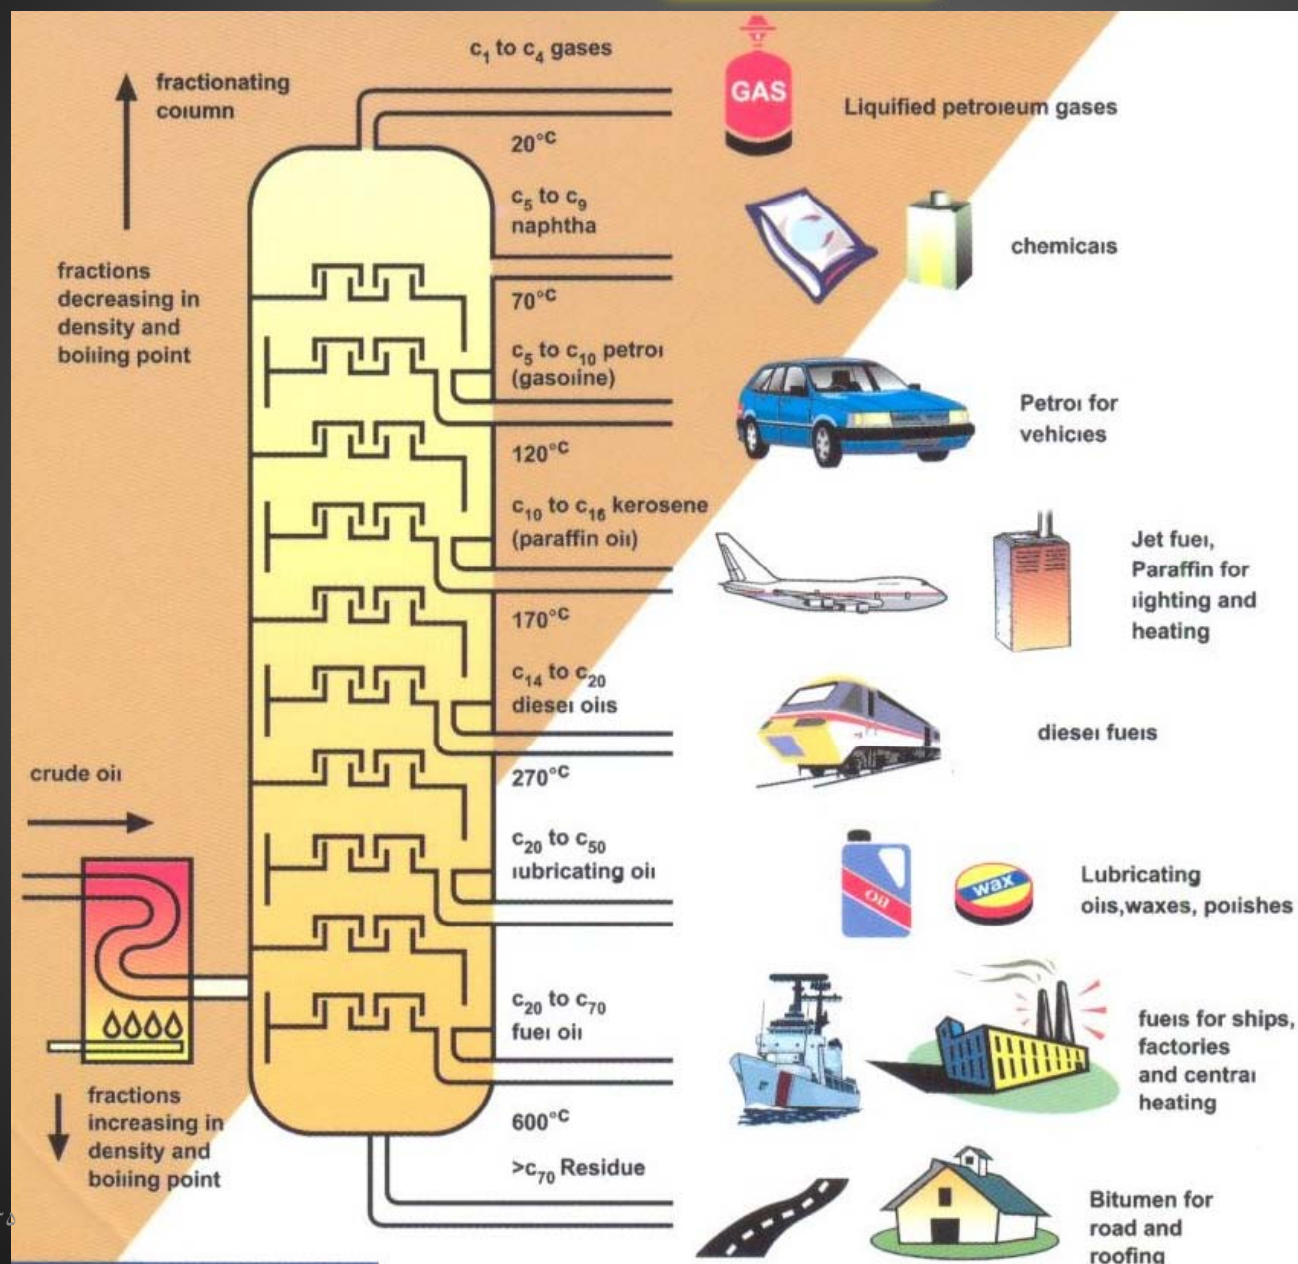 c1 to c4 gases
fractionating
column
GAS
Liquified petroleum gases
20°C
c5 to c9
naphtha
chemicals
fractions
decreasing in
density and
boiiing point
70°C
c5 to c10 petrol
(gasoline)
Petrol for
vehicles
120°C
c10 to c16 kerosene
(paraffin oil)
Jet fuel,
Paraffin for
lighting and
heating
170°C
c14 to c20
diesel oils
diesel fuels
crude oil
270°C
c20 to c50
lubricating oil
oil
wax
Lubricating
oils,waxes, poiishes
c20 to c70
fuel oil
fuels for ships,
factories
and central
heating
fractions
increasing in
density and
boiiing point
600°C
>c70 Residue
Bitumen for
road and
roofing